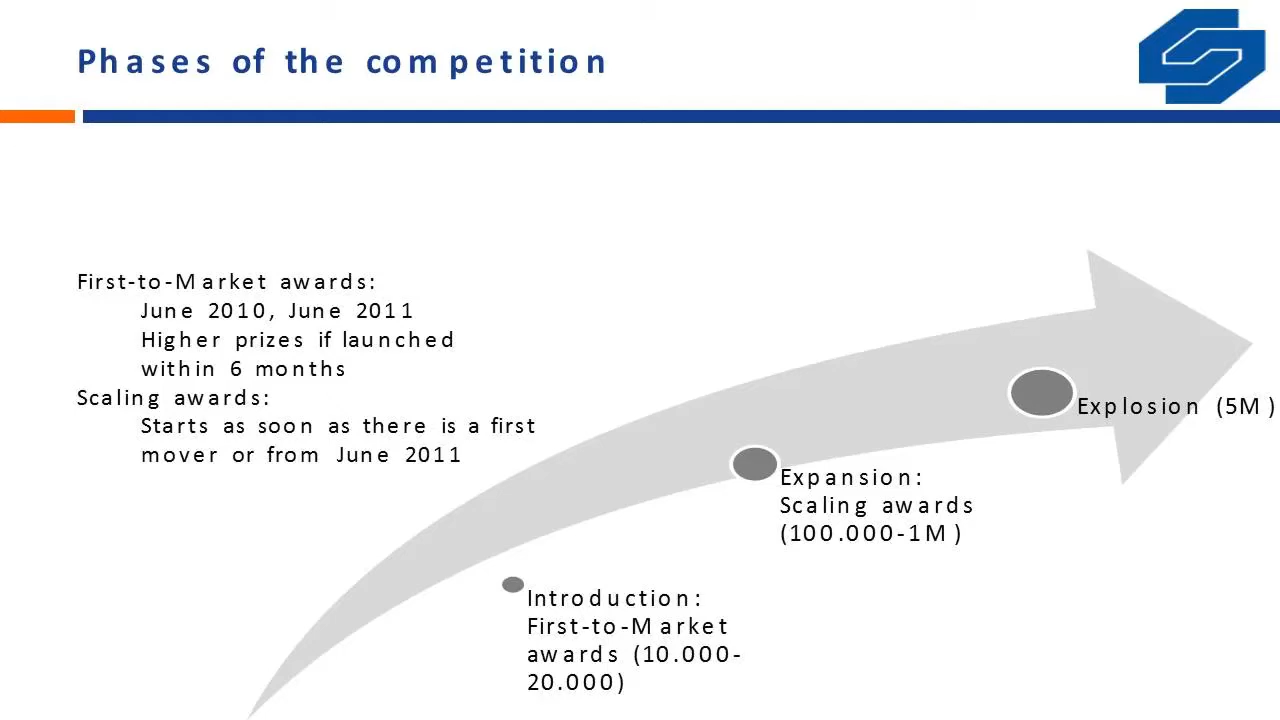 Phases of the competition
First-to-Market awards:
June 2010, June 2011
Higher prizes if launched
within 6 months
Scaling awards:
Starts as soon as there is a first
mover or from June 2011
Explosion (5M)
Expansion:
Scaling awards
(100.000-1M)
Introduction:
First-to-Market
awards (10.000-
20.000)